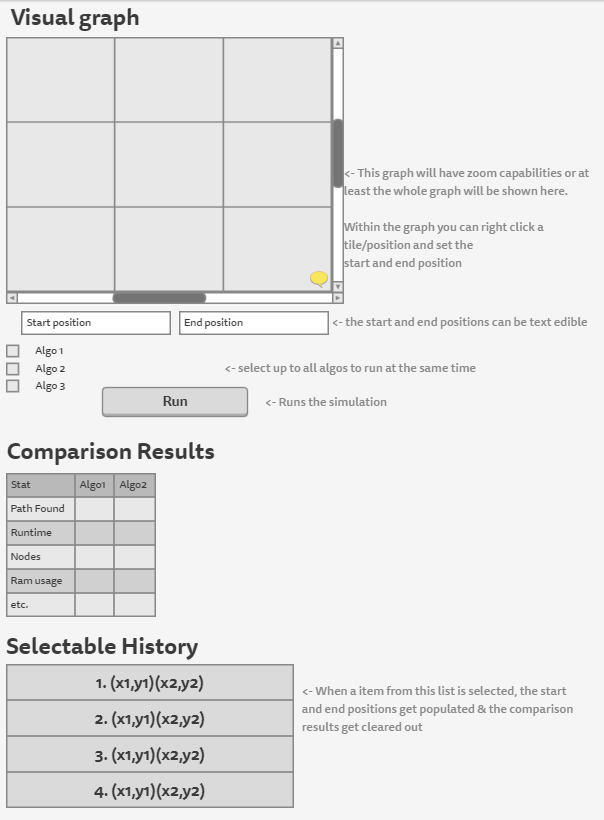 Visual graph
<- This graph will have zoom capabilities or at
least the whole graph will be shown here.
Within the graph you can right click a
tile/position and set the
start and end position
Start position
End position
<- the start and end positions can be text edible
Algo 1
Algo 2
<- select up to all algos to run at the same time
Algo 3
Run
<- Runs the simulation
Comparison Results
Stat Algo1 Algo2
Path Found
Runtime
Nodes
Ram usage
etc.
Selectable History
1. (x1,y1)(x2,y2)
2. (x1,y1)(x2,y2)
3. (x1,y1)(x2,y2)
4. (x1,y1)(x2,y2)
<- When a item from this list is selected, the start
and end positions get populated & the comparison
results get cleared out